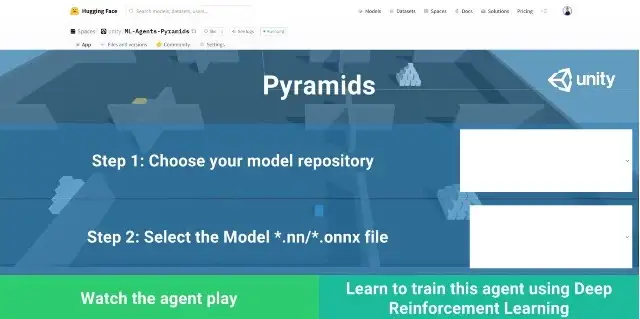 Hugging Face
Search models, datasets, users...
Models
Datasets
Spaces
Docs
Solutions
Pricing
Spaces
unity
ML-Agents-Pyramids
App
Files and versions
Community
Settings
Pyramids
unity
Step 1: Choose your model repository
Step 2: Select the Model *.nn/*.onnx file
Watch the agent play
Learn to train this agent using Deep
Reinforcement Learning